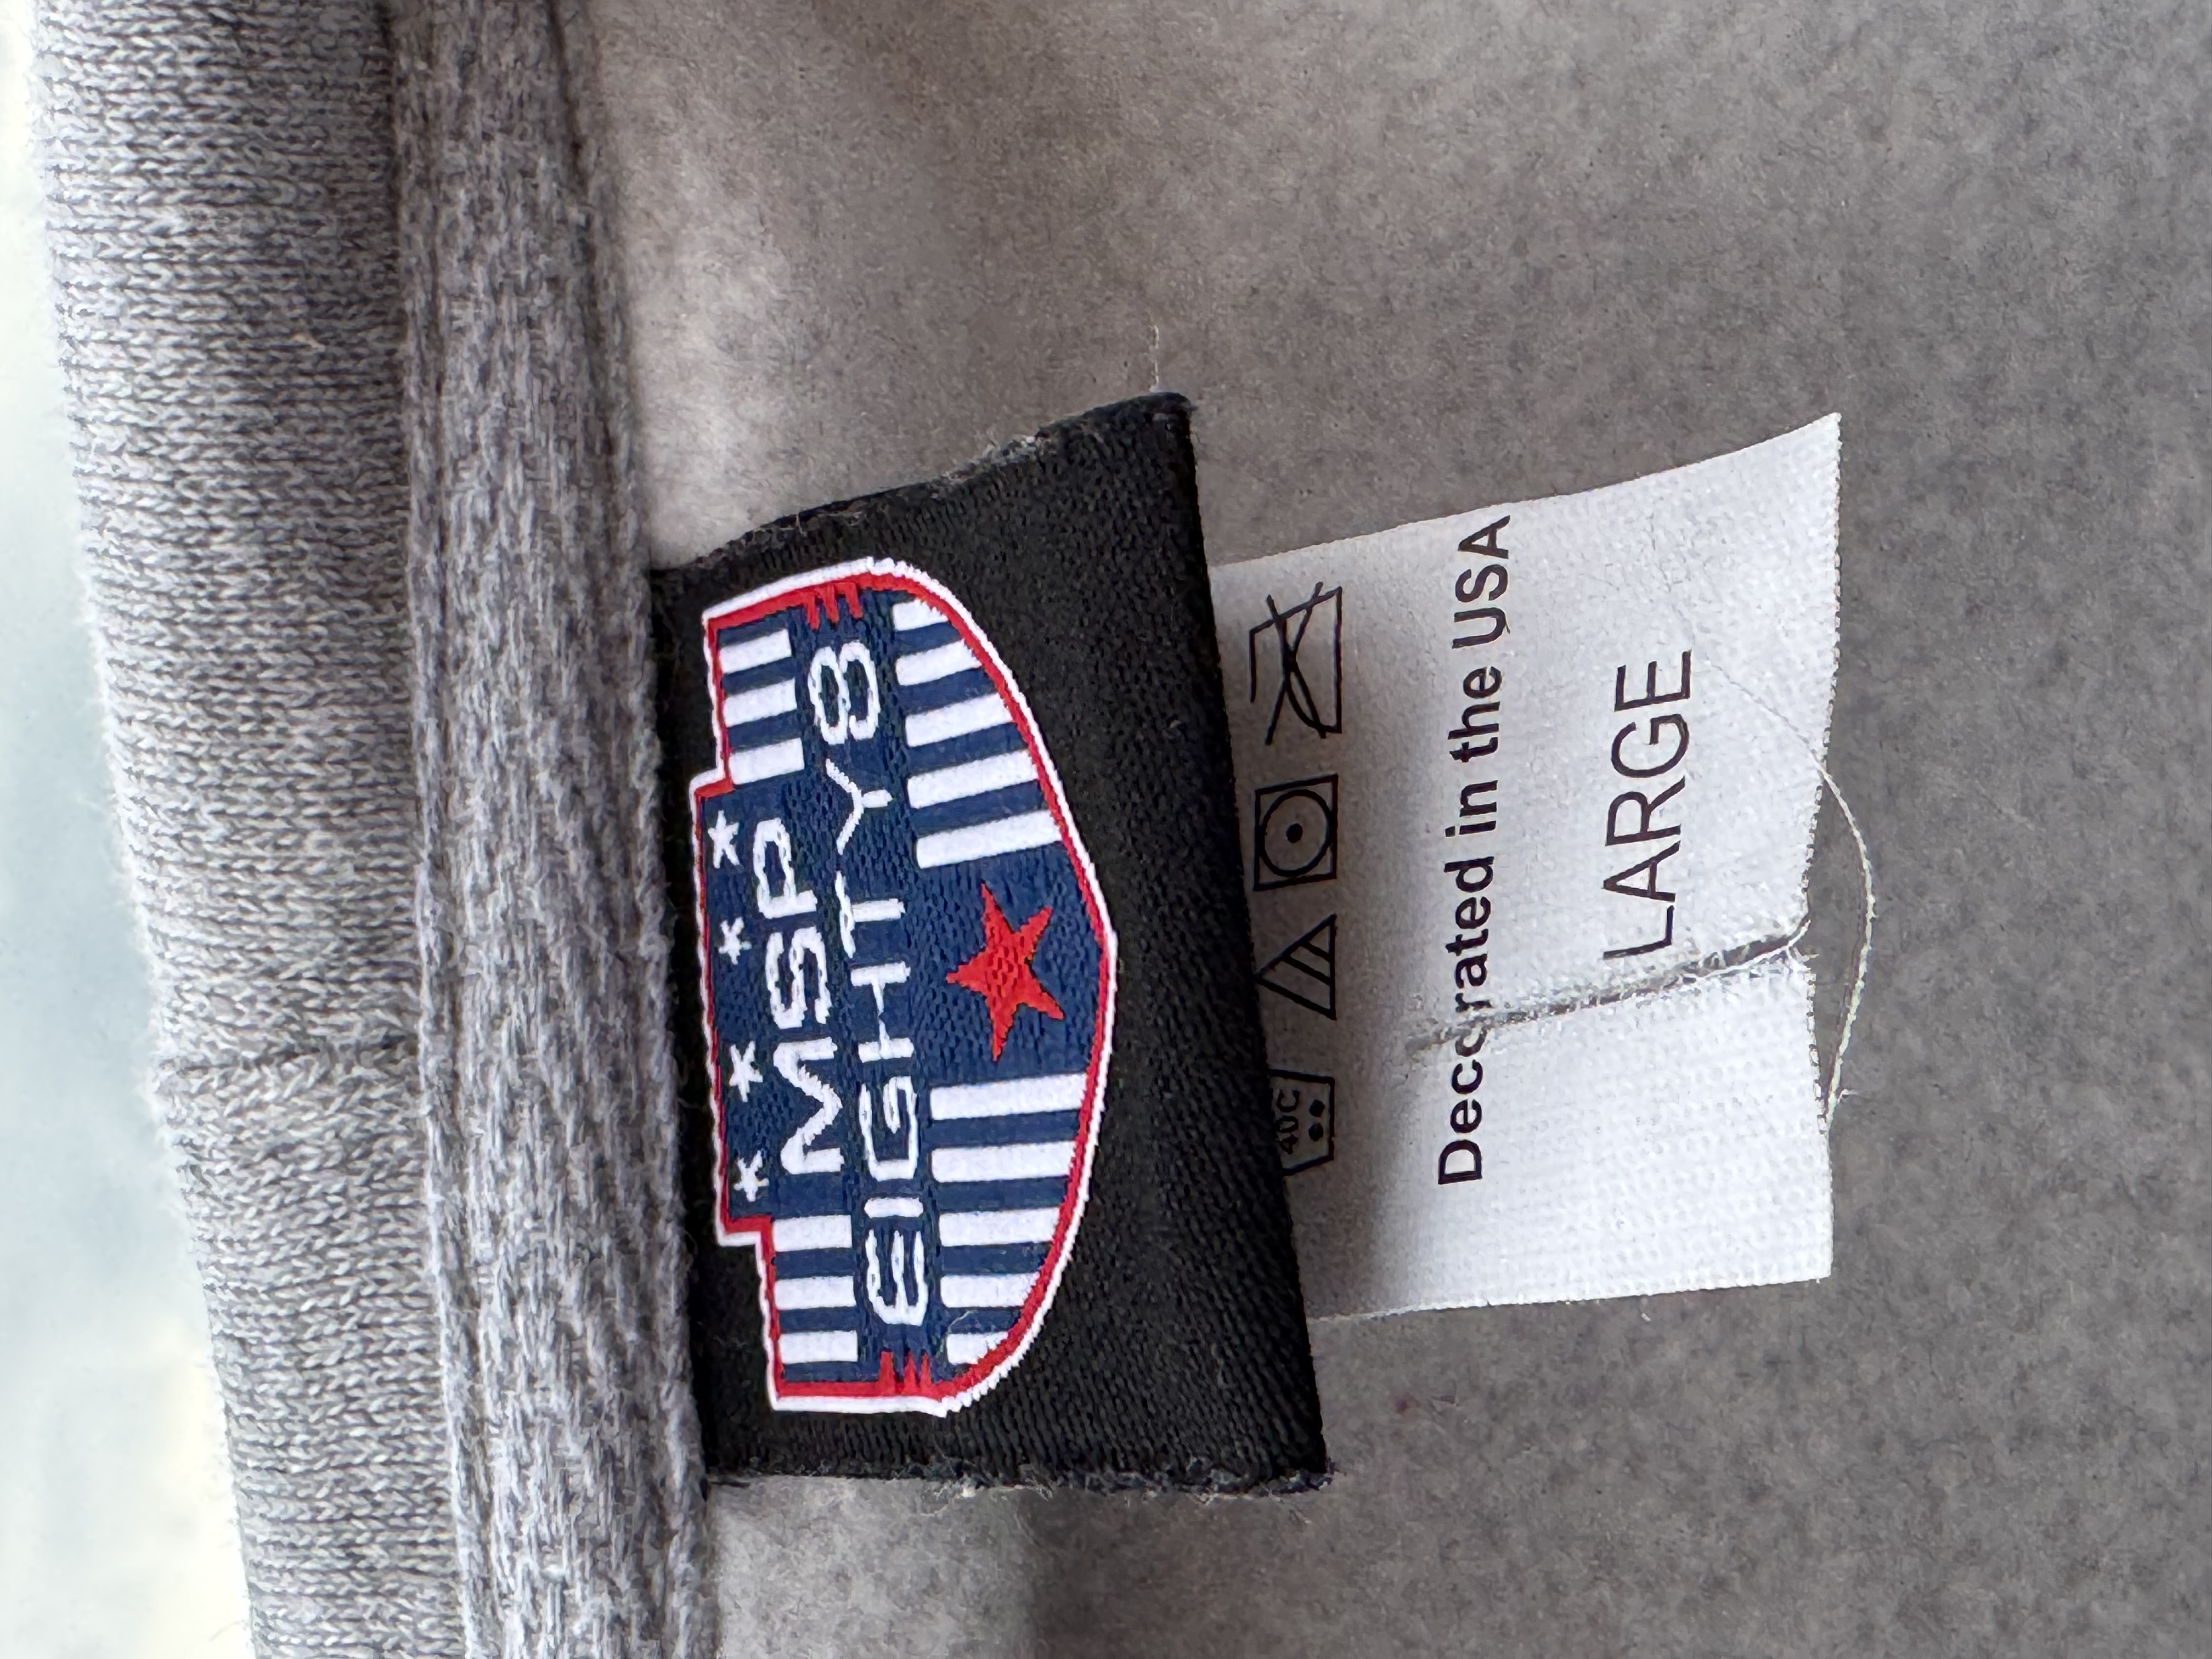 MSP
EIGHTY8
40C
Decorated in the USA
LARGE